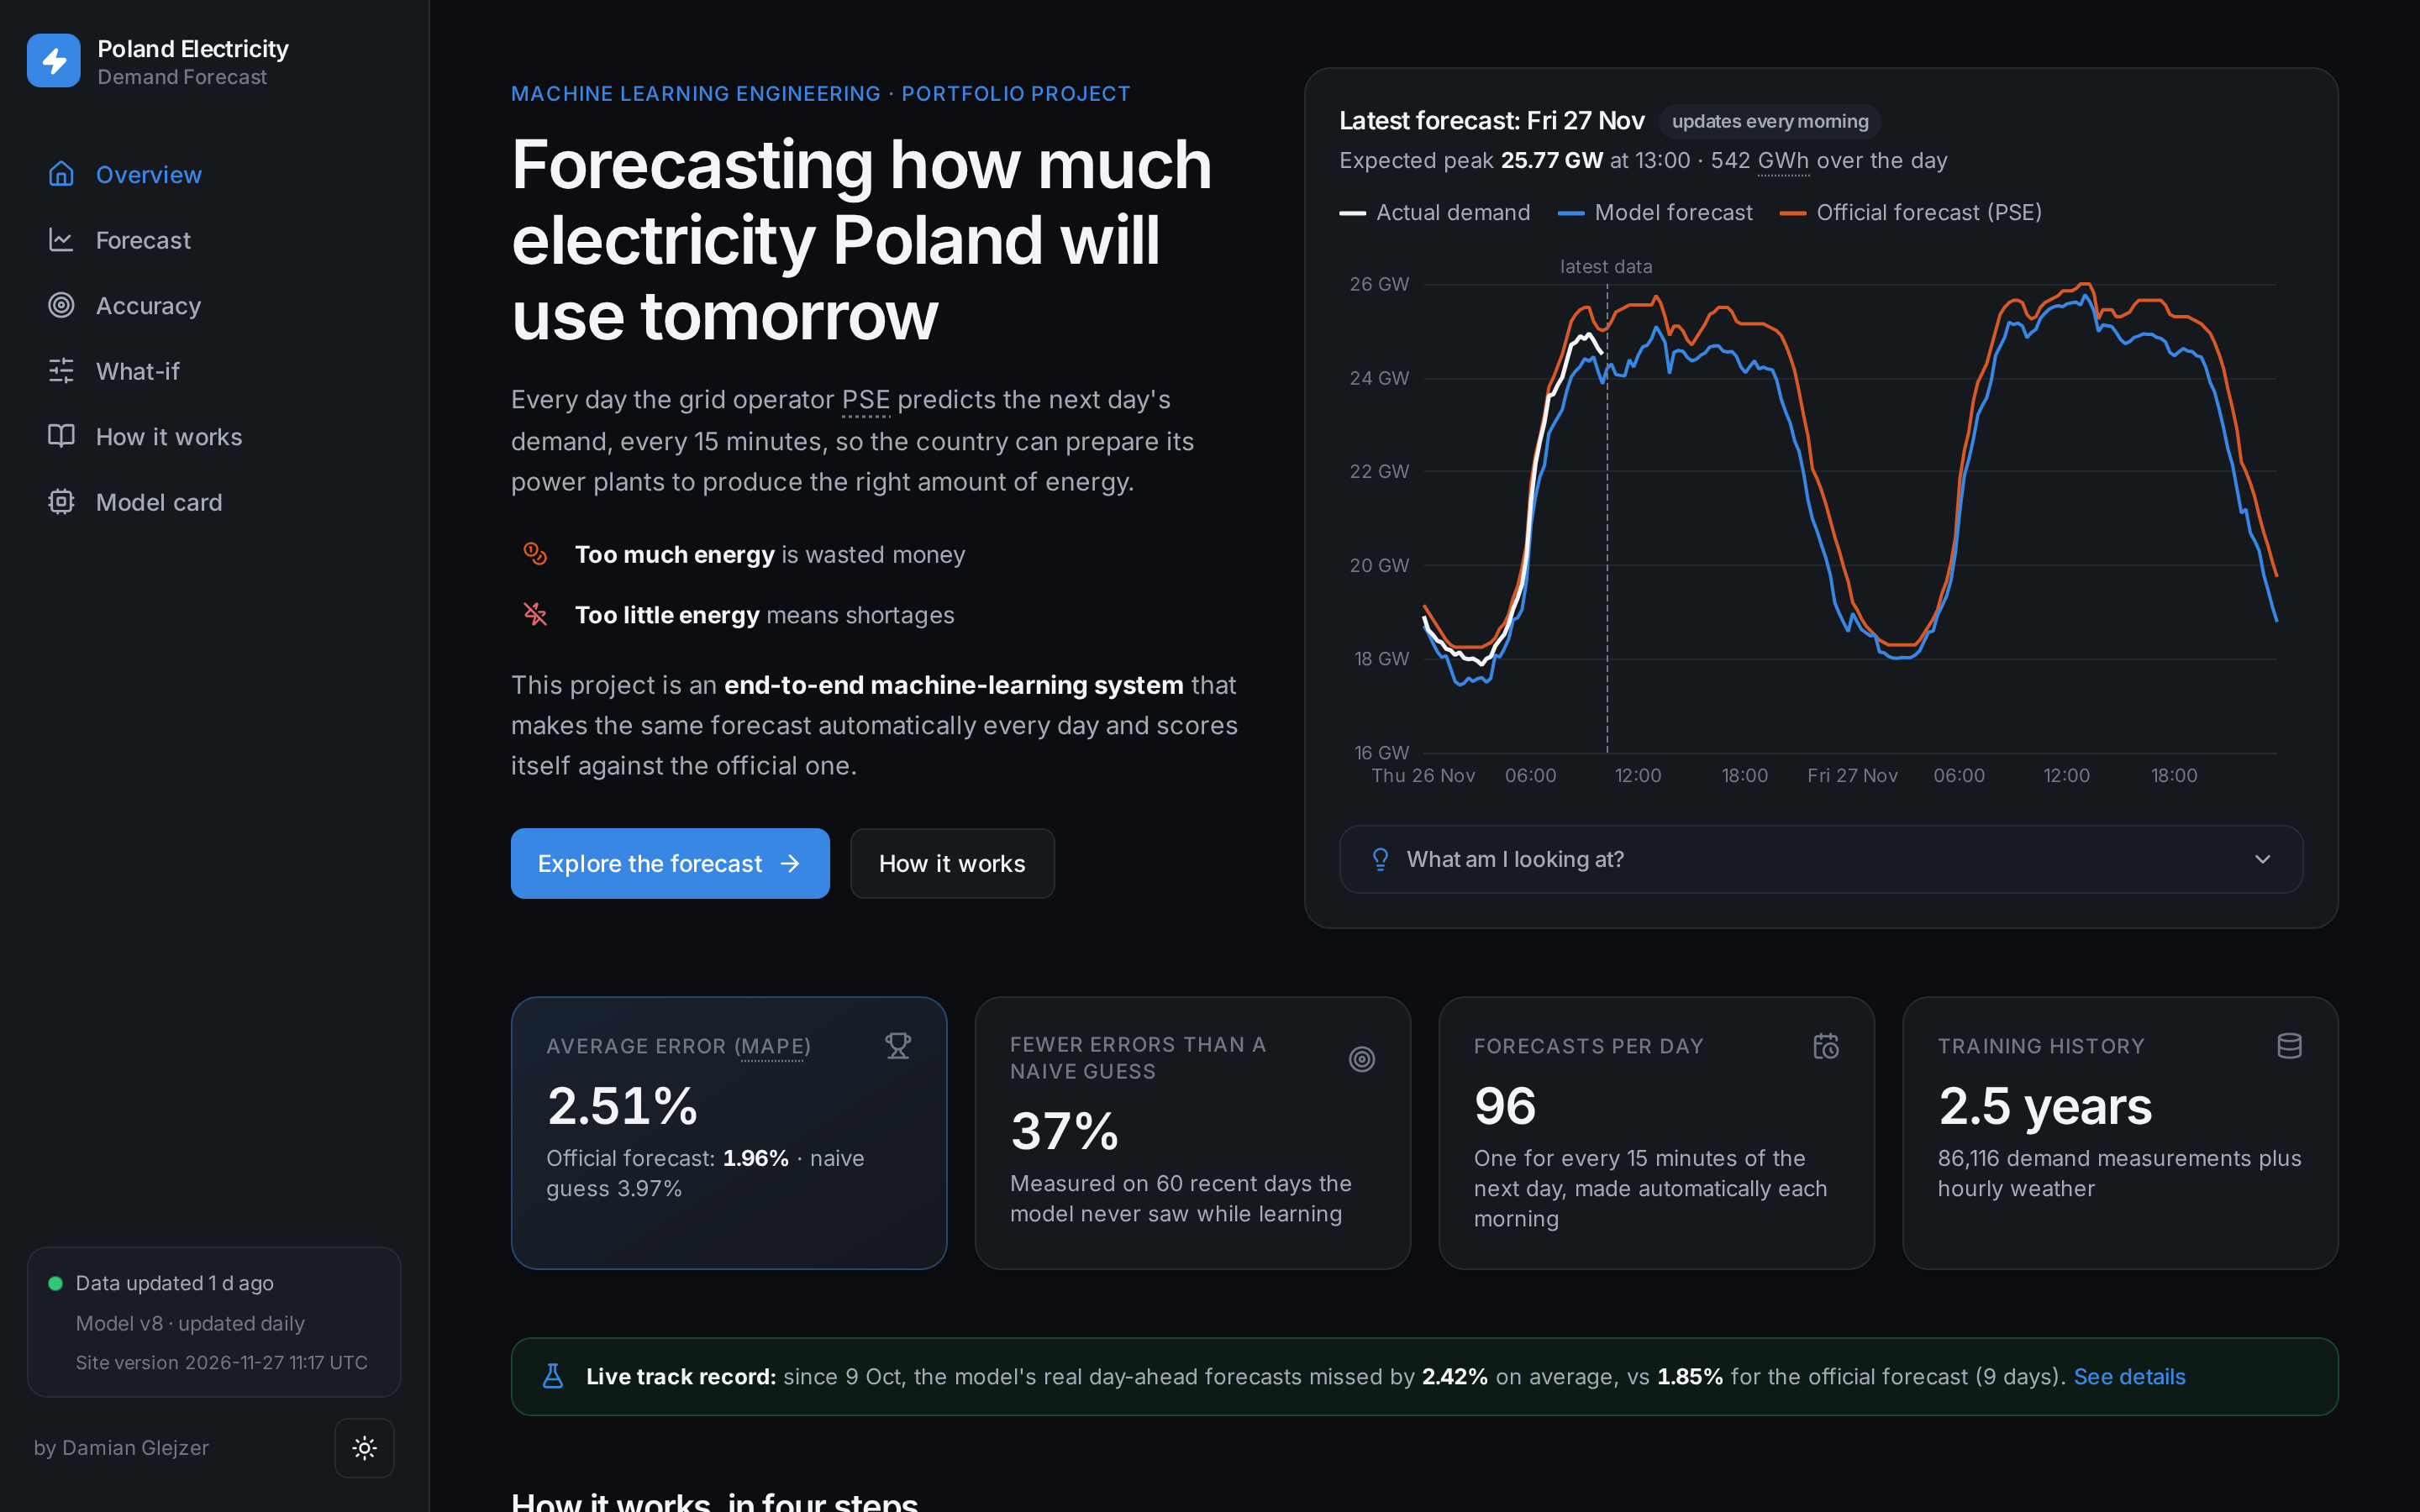 Poland Electricity
Demand Forecast
Overview
Forecast
Accuracy
What-if
How it works
Model card
Data updated 1 d ago
Model v8 · updated daily
Site version 2026-11-27 11:17 UTC
by Damian Glejzer
MACHINE LEARNING ENGINEERING · PORTFOLIO PROJECT
Forecasting how much
electricity Poland will
use tomorrow
Every day the grid operator PSE predicts the next day's
demand, every 15 minutes, so the country can prepare its
power plants to produce the right amount of energy.
Too much energy is wasted money
Too little energy means shortages
This project is an end-to-end machine-learning system that
makes the same forecast automatically every day and scores
itself against the official one.
Explore the forecast
How it works
Latest forecast: Fri 27 Nov updates every morning
Expected peak 25.77 GW at 13:00 · 542 GWh over the day
Actual demand Model forecast Official forecast (PSE)
latest data
26 GW
24 GW
22 GW
20 GW
18 GW
16 GW
Thu 26 Nov 06:00 12:00 18:00 Fri 27 Nov 06:00 12:00 18:00
What am I looking at?
AVERAGE ERROR (MAPE)
2.51%
Official forecast: 1.96% · naive
guess 3.97%
FEWER ERRORS THAN A
NAIVE GUESS
37%
Measured on 60 recent days the
model never saw while learning
FORECASTS PER DAY
96
One for every 15 minutes of the
next day, made automatically each
morning
TRAINING HISTORY
2.5 years
86,116 demand measurements plus
hourly weather
Live track record: since 9 Oct, the model's real day-ahead forecasts missed by 2.42% on average, vs 1.85% for the official forecast (9 days). See details
How it works, in four steps